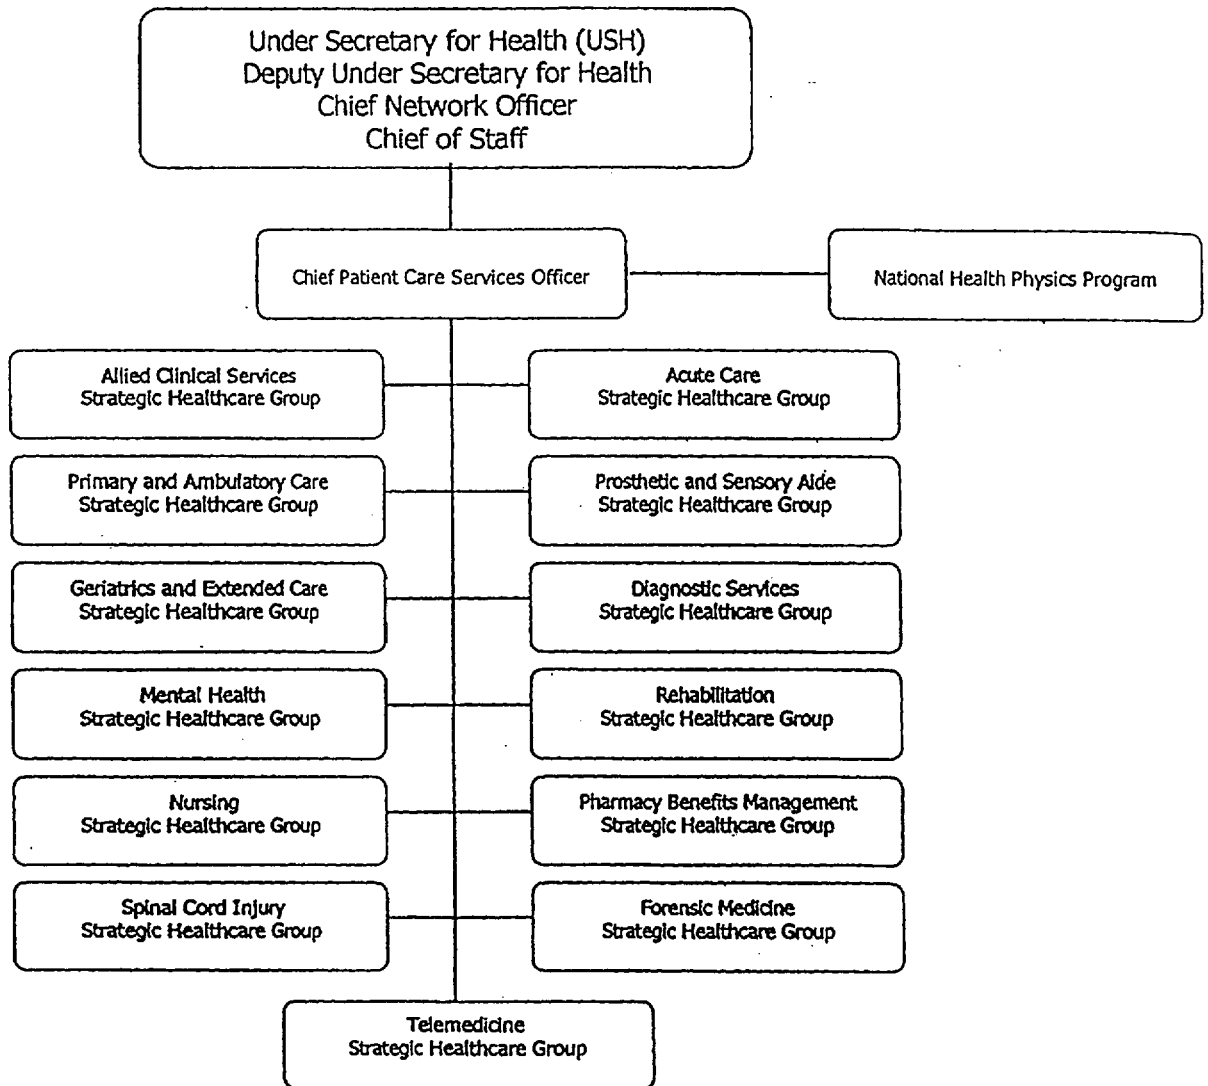 Under Secretary for Health (USH)
Deputy Under Secretary for Health
Chief Network Officer
Chief of Staff
Chief Patient Care Services Officer
National Health Physics Program
Allied Clinical Services
Strategic Healthcare Group
Acute Care
Strategic Healthcare Group
Primary and Ambulatory Care
Strategic Healthcare Group
Prosthetic and Sensory Aide
Strategic Healthcare Group
Geriatrics and Extended Care
Strategic Healthcare Group
Diagnostic Services
Strategic Healthcare Group
Mental Health
Strategic Healthcare Group
Rehabilitation
Strategic Healthcare Group
Nursing
Strategic Healthcare Group
Pharmacy Benefits Management
Strategic Healthcare Group
Spinal Cord Injury
Strategic Healthcare Group
Forensic Medicine
Strategic Healthcare Group
Telemedicine
Strategic Healthcare Group